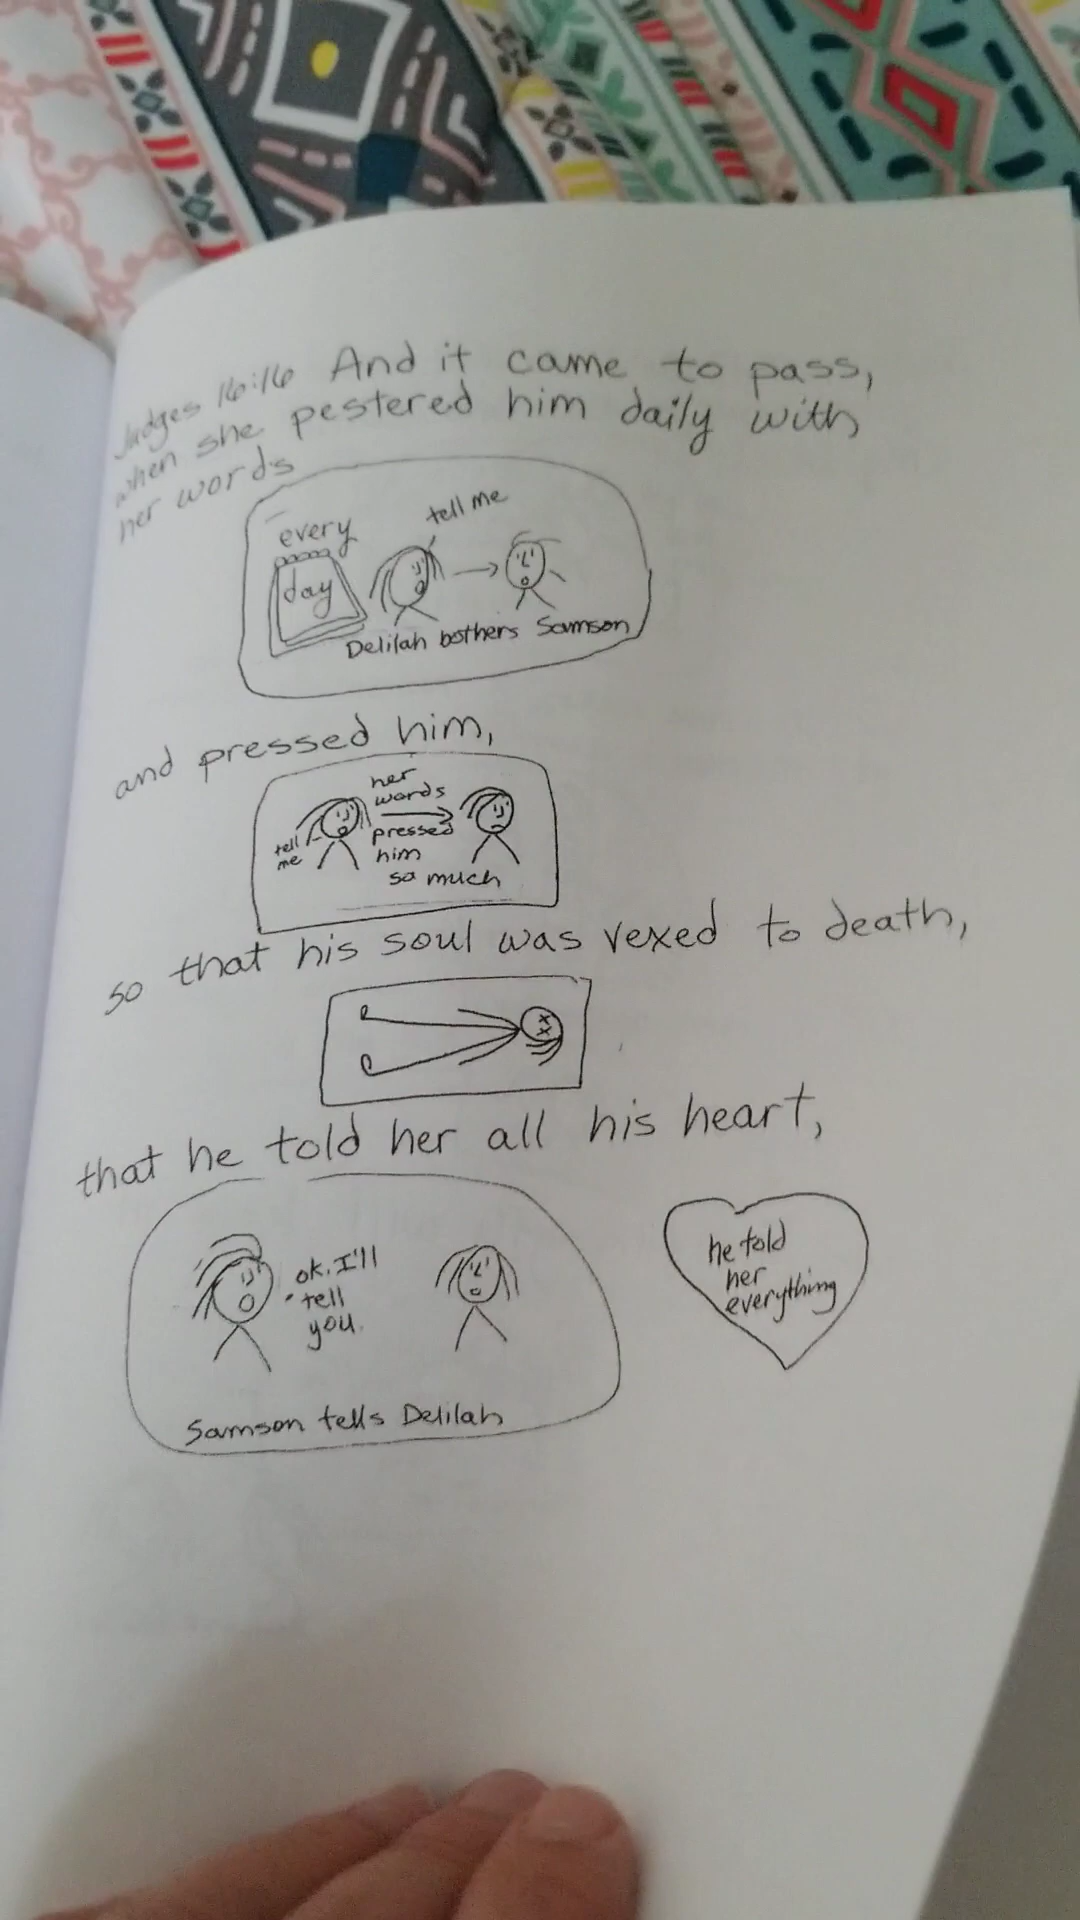 Judges 16:16 And it came to pass,
when she pestered him daily with
her words
every
day
tell me
Delilah bothers Samson
and pressed him,
tell
me
her
words
pressed
him
so much
so that his soul was vexed to death,
that he told her all his heart,
ok. I'll
tell
you.
Samson tells Delilah
he told
her
everything